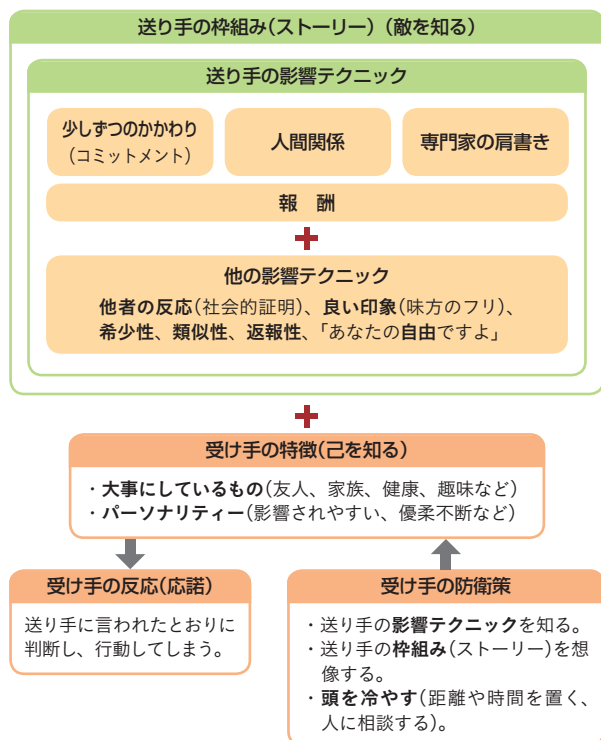 送り手の枠組み(ストーリー) (敵を知る)
送り手の影響テクニック
少しずつのかかわり
(コミットメント)
人間関係
専門家の肩書き
報 酬
+
他の影響テクニック
他者の反応(社会的証明)、良い印象(味方のフリ)、
希少性、類似性、返報性、「あなたの自由ですよ」
+
受け手の特徴(己を知る)
・大事にしているもの(友人、家族、健康、趣味など)
・パーソナリティー(影響されやすい、優柔不断など)
受け手の反応(応諾)
送り手に言われたとおりに
判断し、行動してしまう。
受け手の防衛策
・送り手の影響テクニックを知る。
・送り手の枠組み(ストーリー)を想
像する。
・頭を冷やす(距離や時間を置く、
人に相談する)。